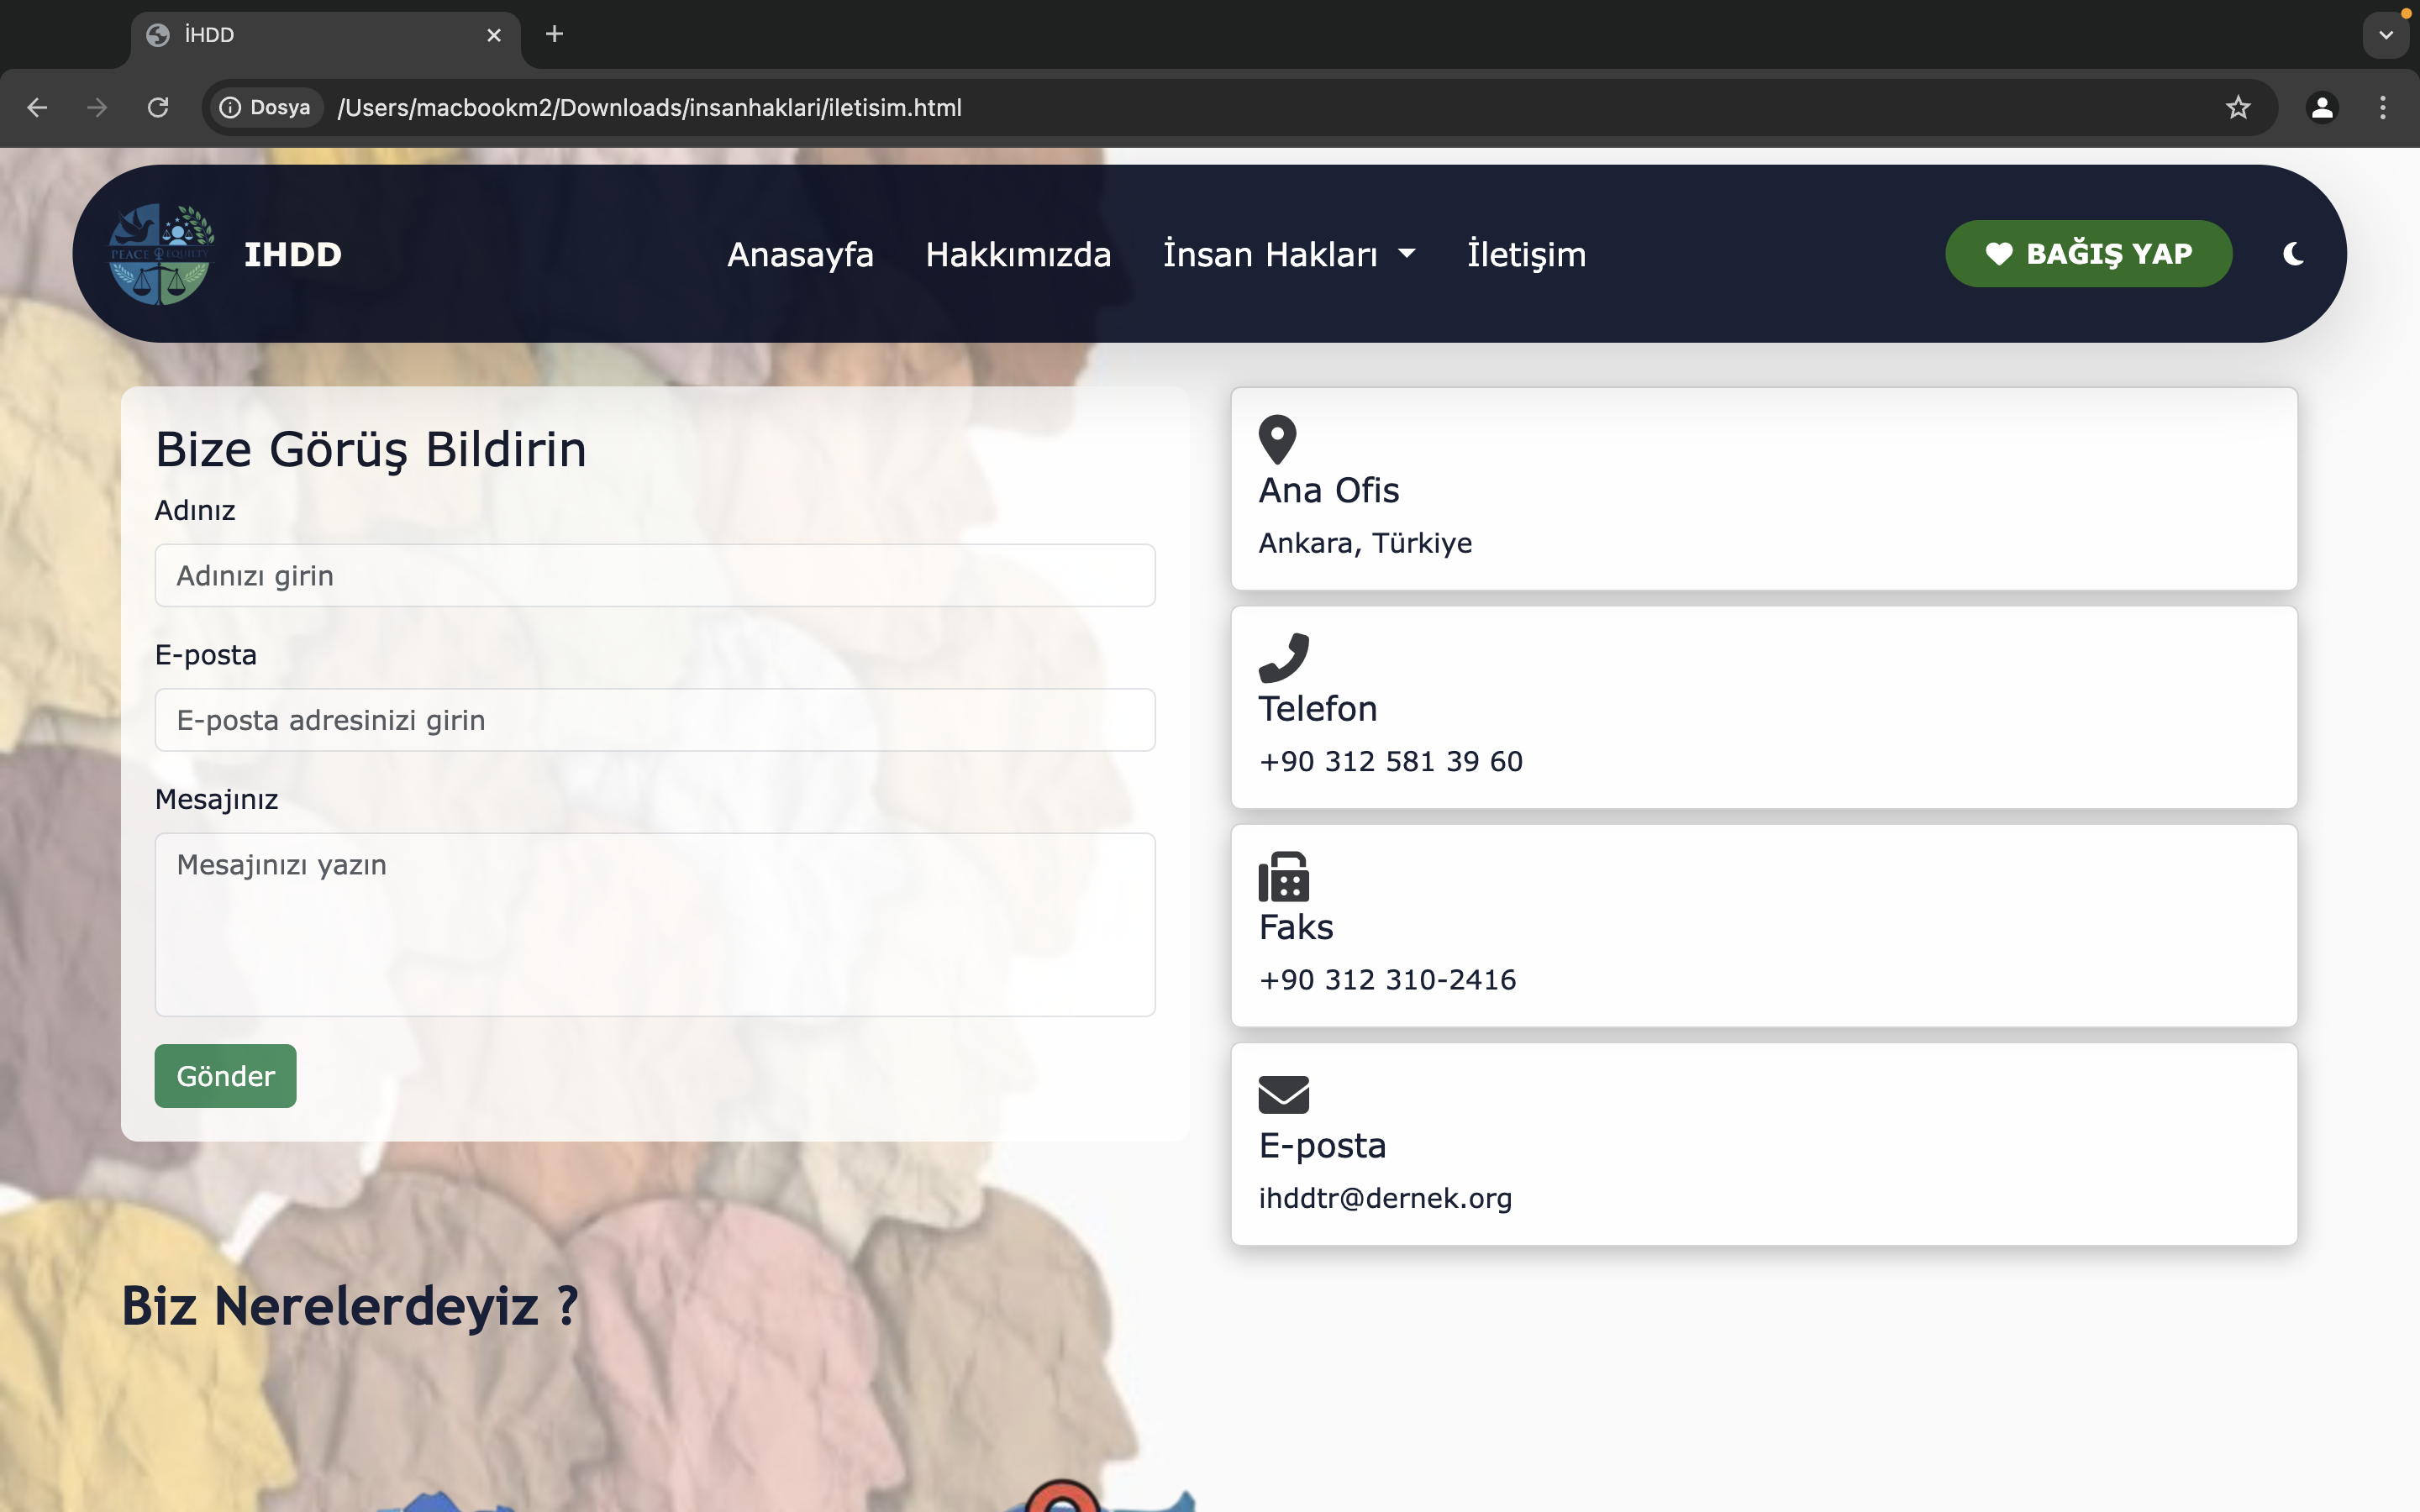 İHDD
Dosya /Users/macbookm2/Downloads/insanhaklari/iletisim.html
PEACE EQUIETY
IHDD
Anasayfa Hakkımızda İnsan Hakları İletişim
BAĞIŞ YAP
Bize Görüş Bildirin
Adınız
Adınızı girin
E-posta
E-posta adresinizi girin
Mesajınız
Mesajınızı yazın
Gönder
Ana Ofis
Ankara, Türkiye
Telefon
+90 312 581 39 60
Faks
+90 312 310-2416
E-posta
ihddtr@dernek.org
Biz Nerelerdeyiz ?